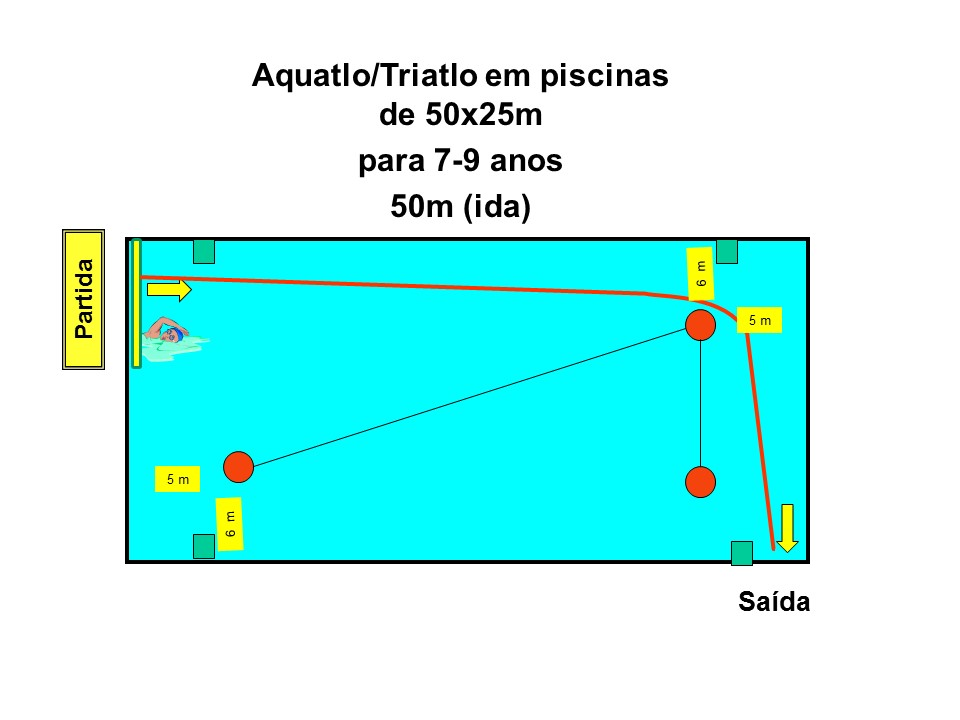 Aquatlo/Triatlo em piscinas
de 50x25m
para 7-9 anos
50m (ida)
Partida
6 m
5 m
5 m
6 m
Saída